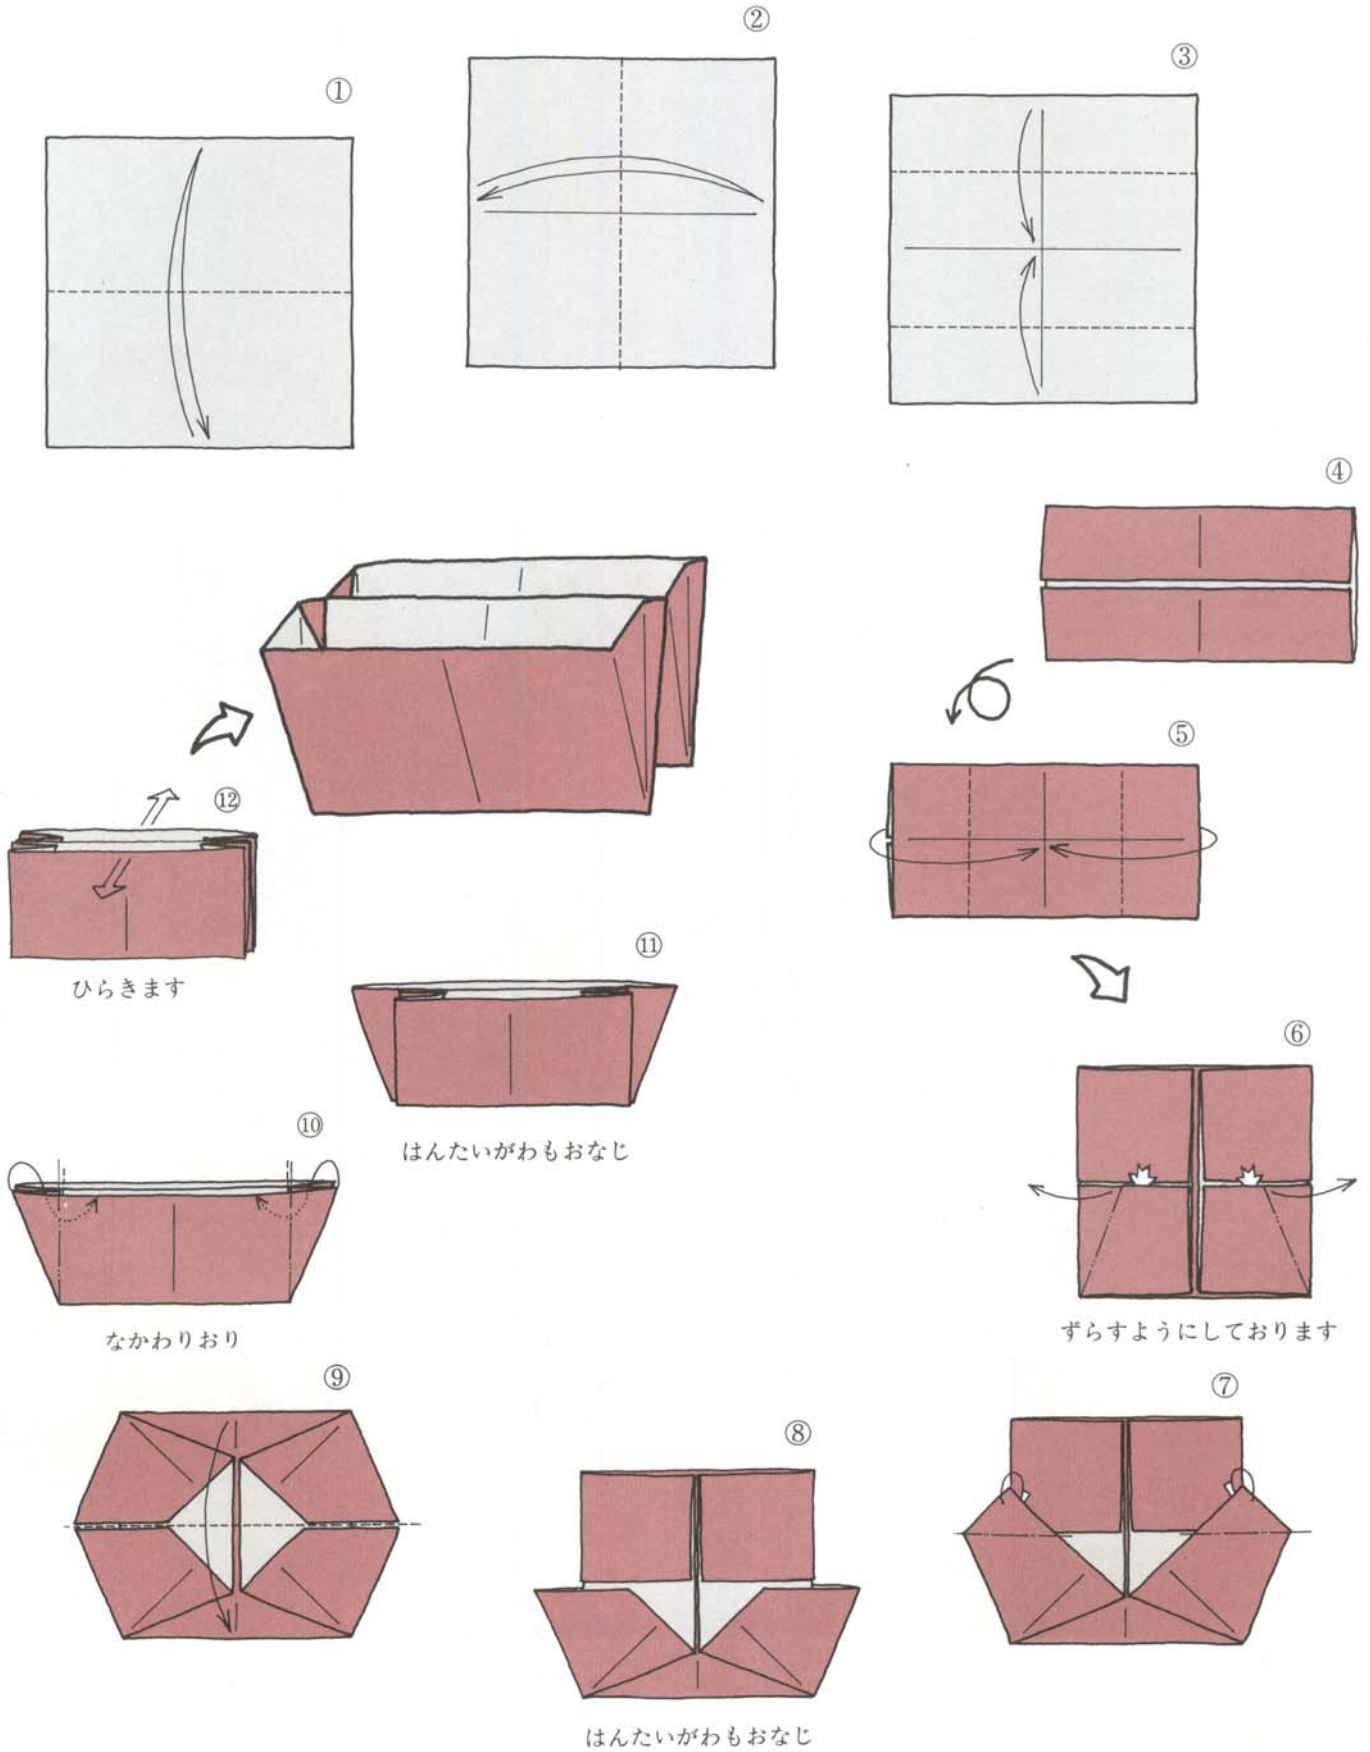 ①
②
③
④
⑤
⑥
ずらすようにしております
⑦
⑧
はんたいがわもおなじ
⑨
⑩
なかわりおり
⑪
はんたいがわもおなじ
⑫
ひらきます